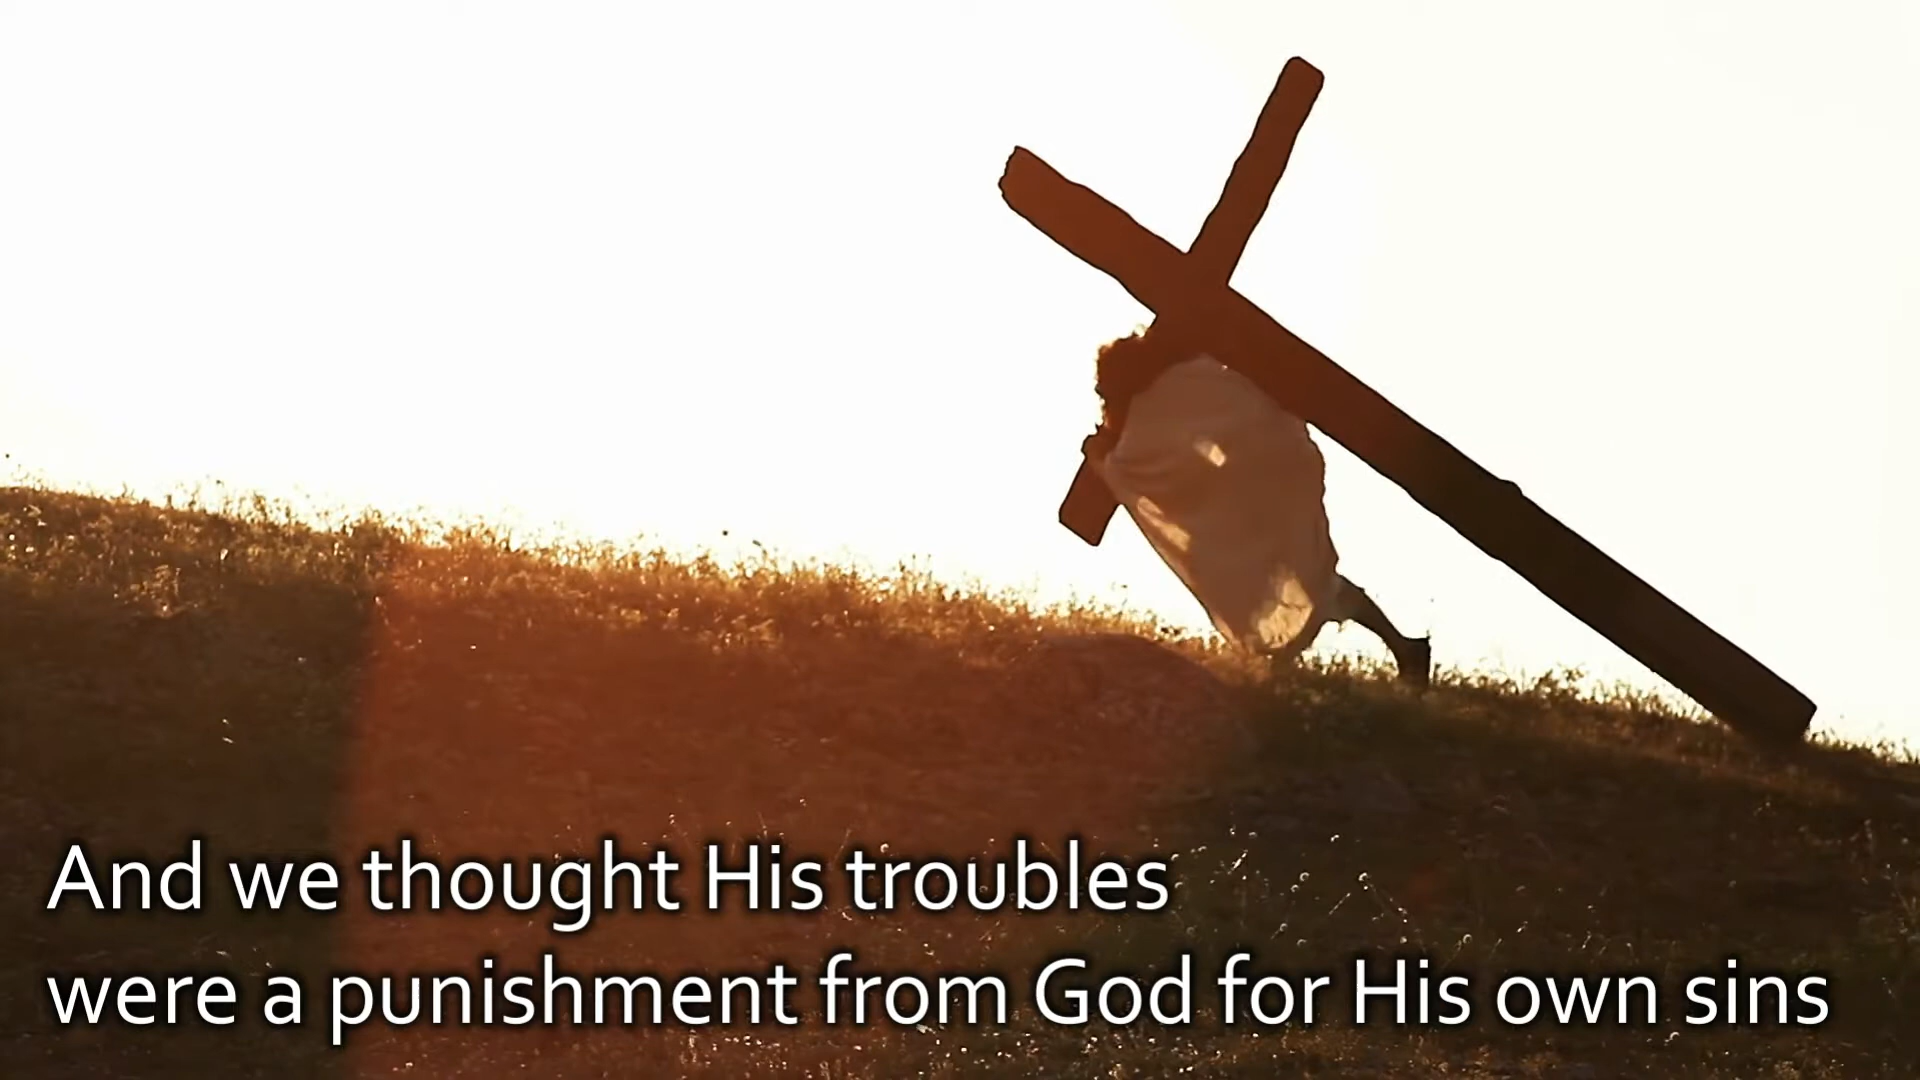 And we thought His troubles
were a punishment from God for His own sins